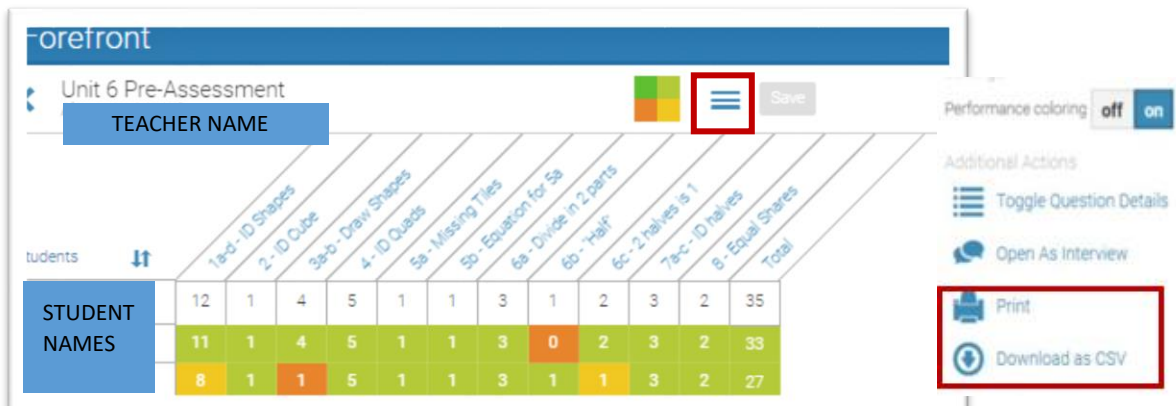 Forefront
Unit 6 Pre-Assessment
Save
TEACHER NAME
1a-d - ID Shapes
2 - ID Cube
3a-b - Draw Shapes
4 - ID Quads
5a - Missing Tiles
5b - Equation for 5a
6a - Divide in 2 parts
6b - "Half"
6c - 2 halves is 1
7a-c - ID halves
8 - Equal Shares
Total
tudents
12 1 4 5 1 1 3 1 2 3 2 35
STUDENT
NAMES
11 1 4 5 1 1 3 0 2 3 2 33
8 1 1 5 1 1 3 1 1 3 2 27
Performance coloring off on
Additional Actions
Toggle Question Details
Open As Interview
Print
Download as CSV